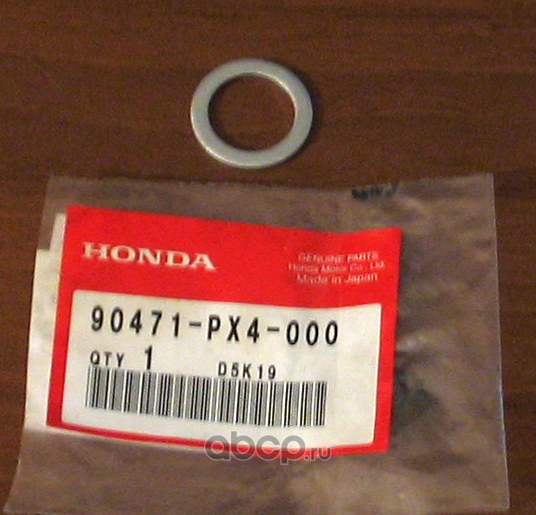 HONDA
GENUINE PARTS
Honda Motor Co., Ltd.
Made in Japan
90471-PX4-000
QTY 1 D5K19
abcp.ru